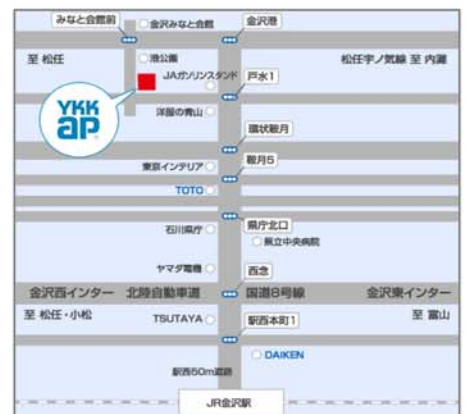 みなと会館前
金沢みなと会館
金沢港
至 松任
港公園
松任宇ノ気線 至 内灘
JAガソリンスタンド
戸水1
YKK
ap
洋服の青山
環状鞍月
東京インテリア
鞍月5
TOTO
石川県庁
県庁北口
県立中央病院
ヤマダ電機
西念
金沢西インター 北陸自動車道 国道8号線 金沢東インター
至 松任・小松
TSUTAYA
駅西本町1
至 富山
DAIKEN
駅西50m道路
JR金沢駅